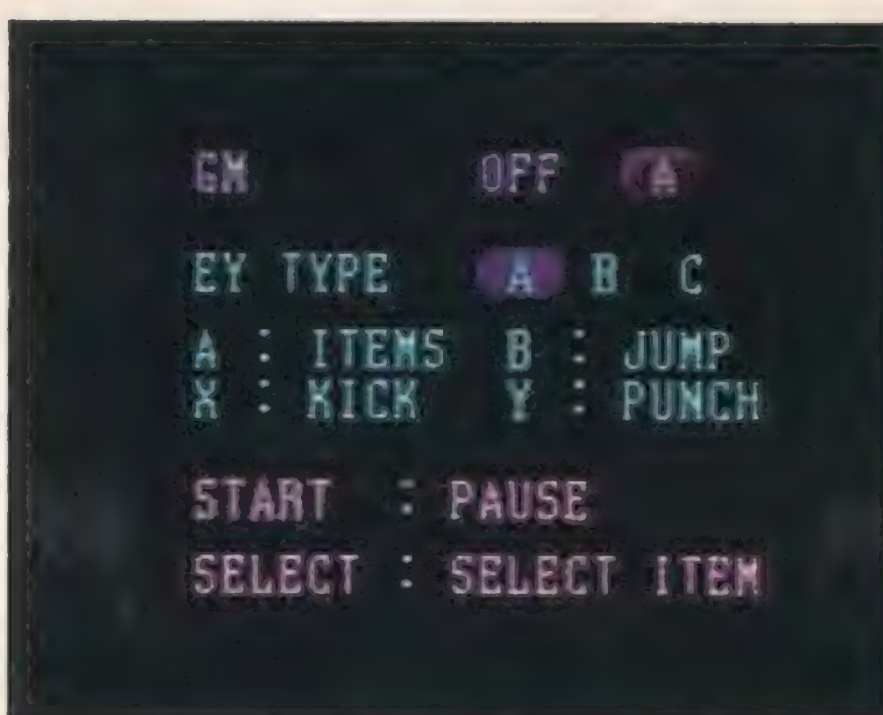 GM OFF A
EY TYPE A B C
A : ITEMS B : JUMP
X : KICK Y : PUNCH
START : PAUSE
SELECT : SELECT ITEM